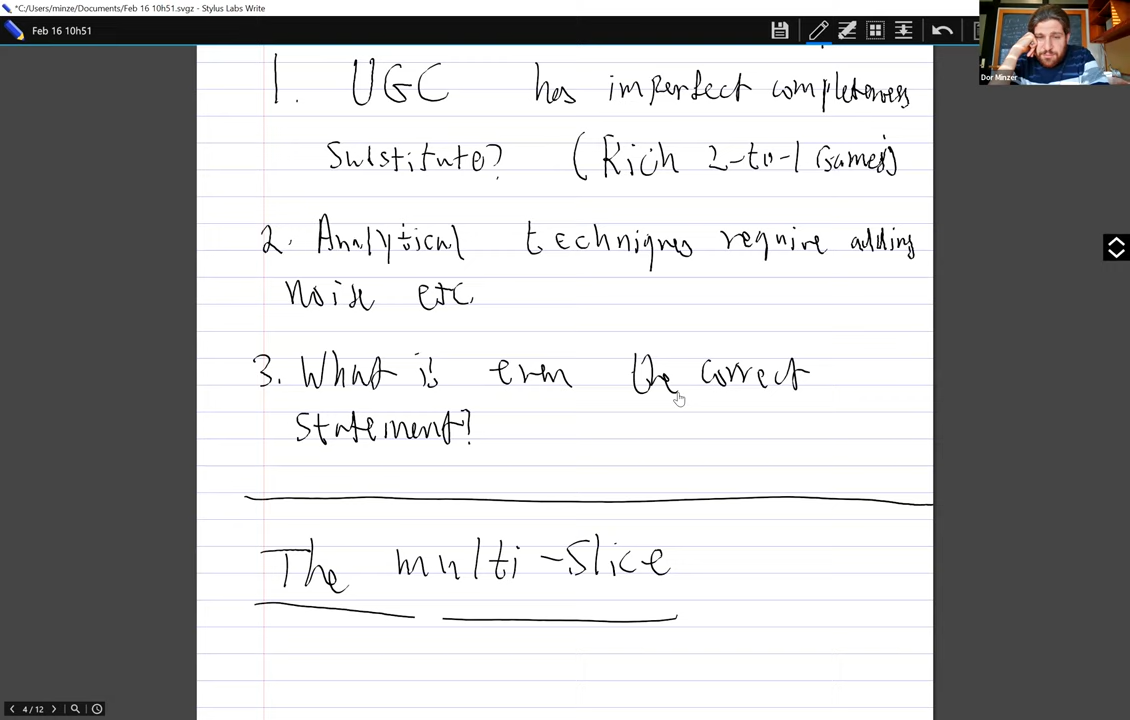 *C:/Users/minze/Documents/Feb 16 10h51.svgz - Stylus Labs Write
Feb 16 10h51
Dor Minzer
1. UGC has imperfect completeness
Substitute? (Rich 2-to-1 Games)
2. Analytical techniques require adding
noise etc.
3. What is even the correct
statement?
The multi-slice
4 / 12